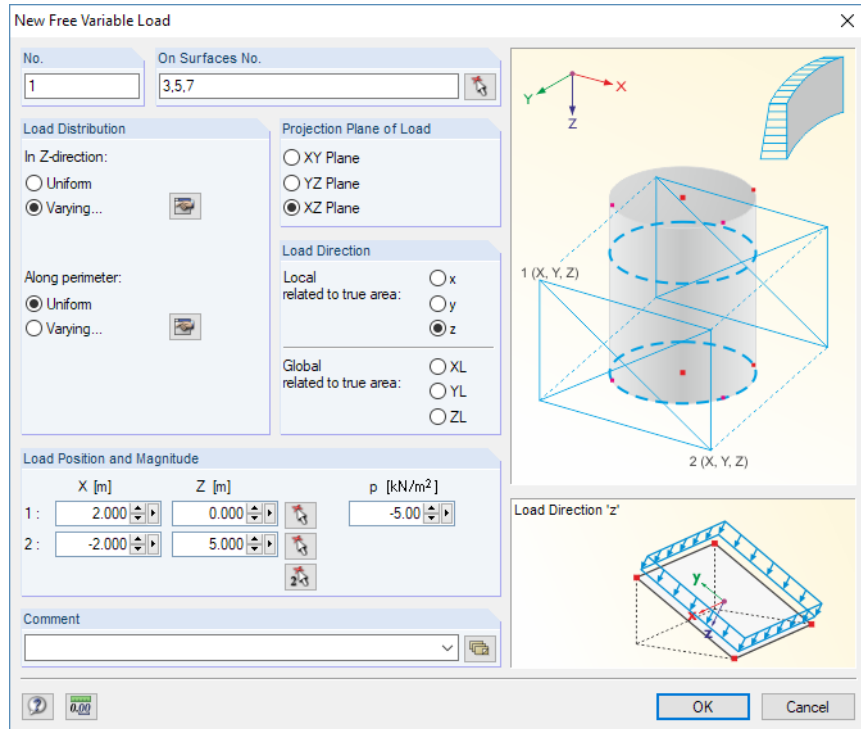 New Free Variable Load
No.
On Surfaces No.
1
3,5,7
Load Distribution
In Z-direction:
Uniform
Varying...
Along perimeter:
Uniform
Varying...
Projection Plane of Load
XY Plane
YZ Plane
XZ Plane
Load Direction
Local
related to true area:
x
y
z
Global
related to true area:
XL
YL
ZL
Load Position and Magnitude
X [m] Z [m] p [kN/m²]
1 : 2.000 0.000 -5.00
2 : -2.000 5.000
2
Comment
X
Y
Z
1 (X, Y, Z)
2 (X, Y, Z)
Load Direction 'z'
y
x
z
0.00
OK
Cancel